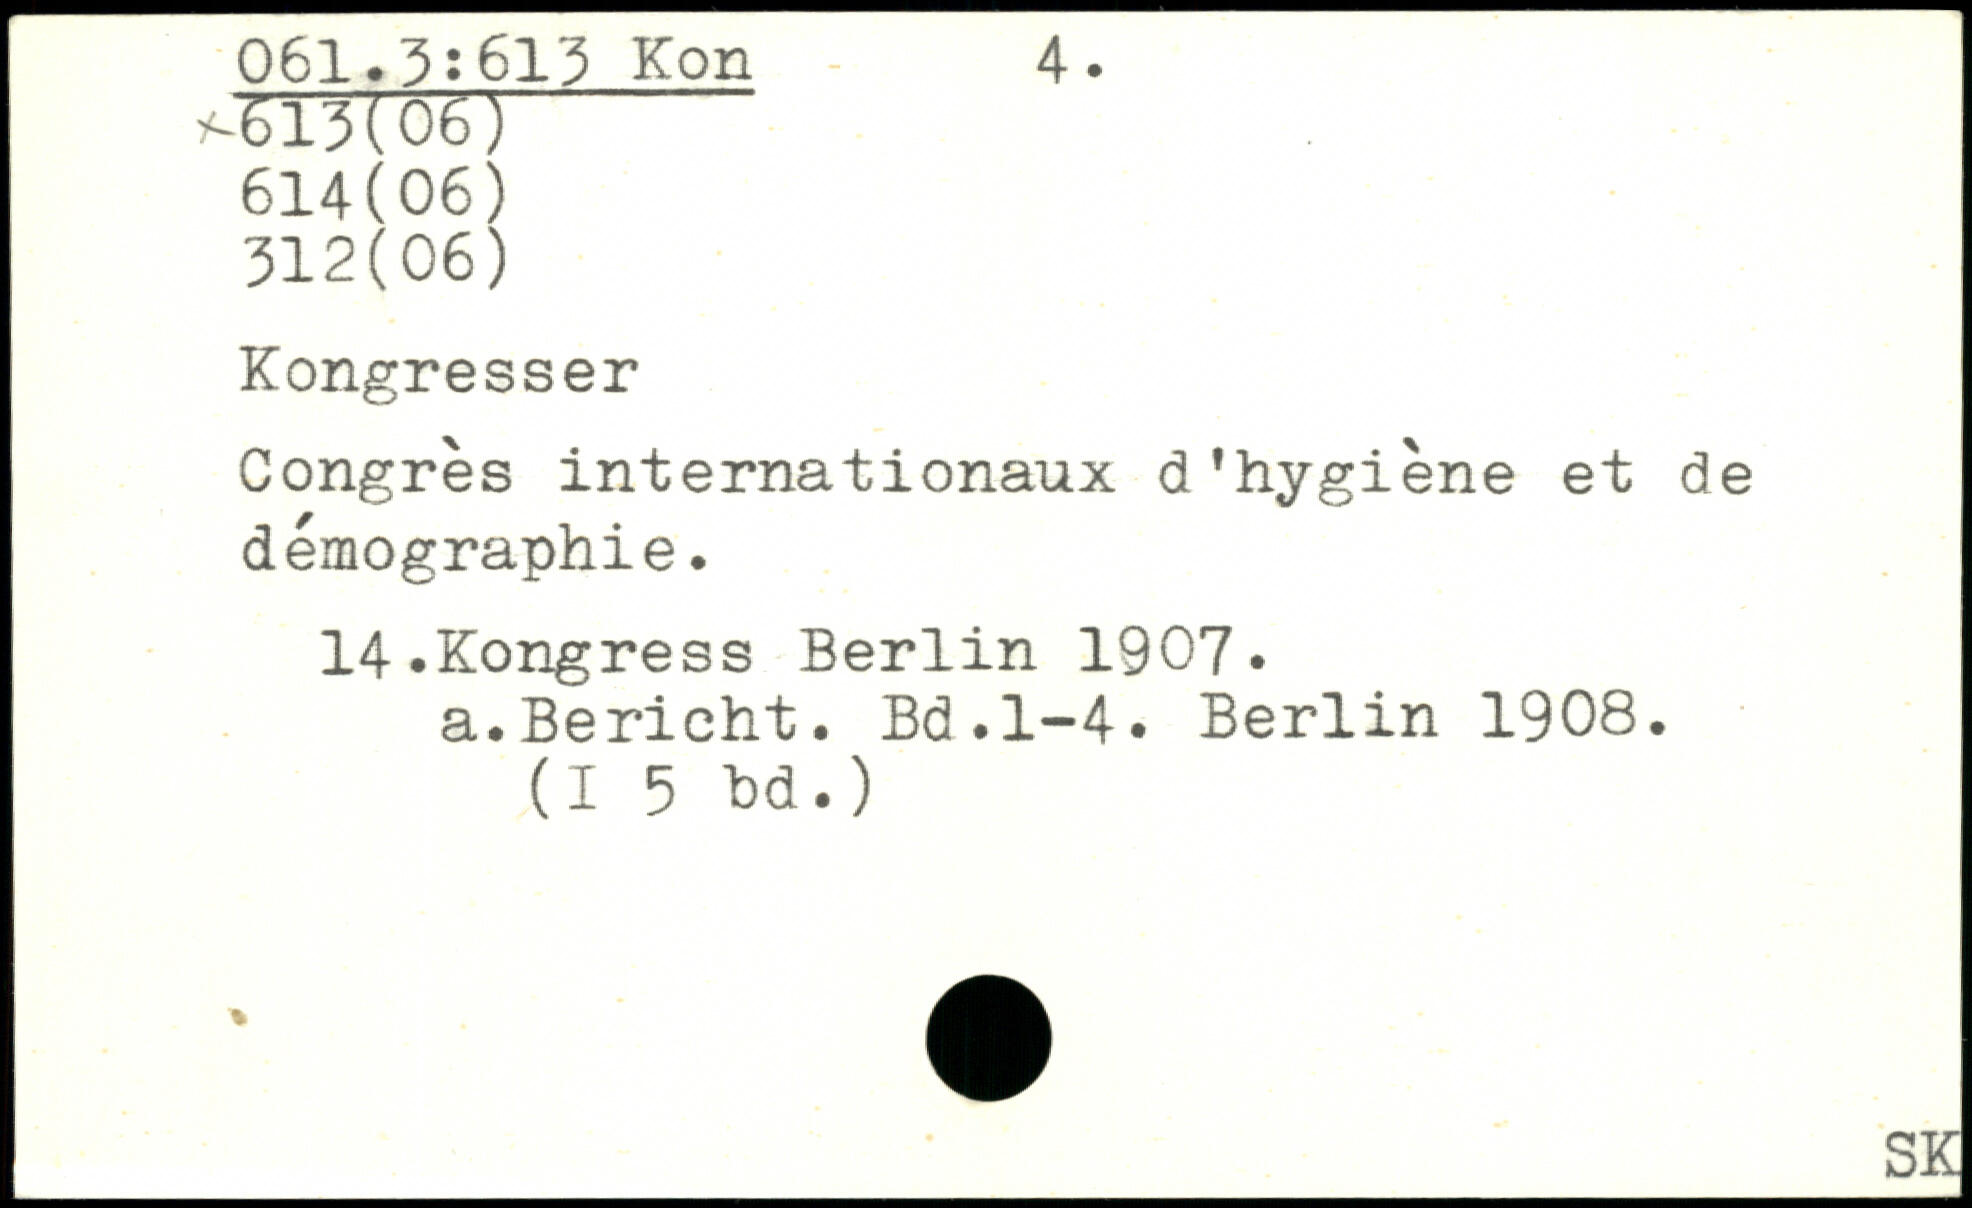 061.3:613 Kon 4.
x613(06)
614(06)
312(06)
Kongresser
Congrès internationaux d'hygiène et de
démographie.
14.Kongress Berlin 1907.
a.Bericht. Bd.1-4. Berlin 1908.
(I 5 bd.)
SK